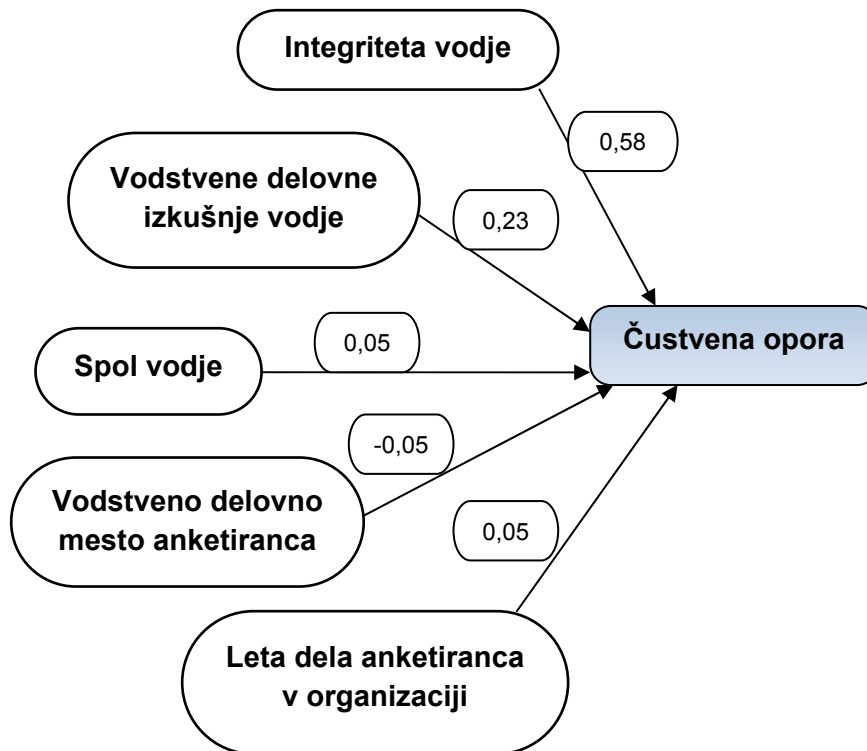 Integriteta vodje
0,58
Vodstvene delovne
izkušnje vodje
0,23
Čustvena opora
0,05
Spol vodje
-0,05
Vodstveno delovno
mesto anketiranca
0,05
Leta dela anketiranca
v organizaciji